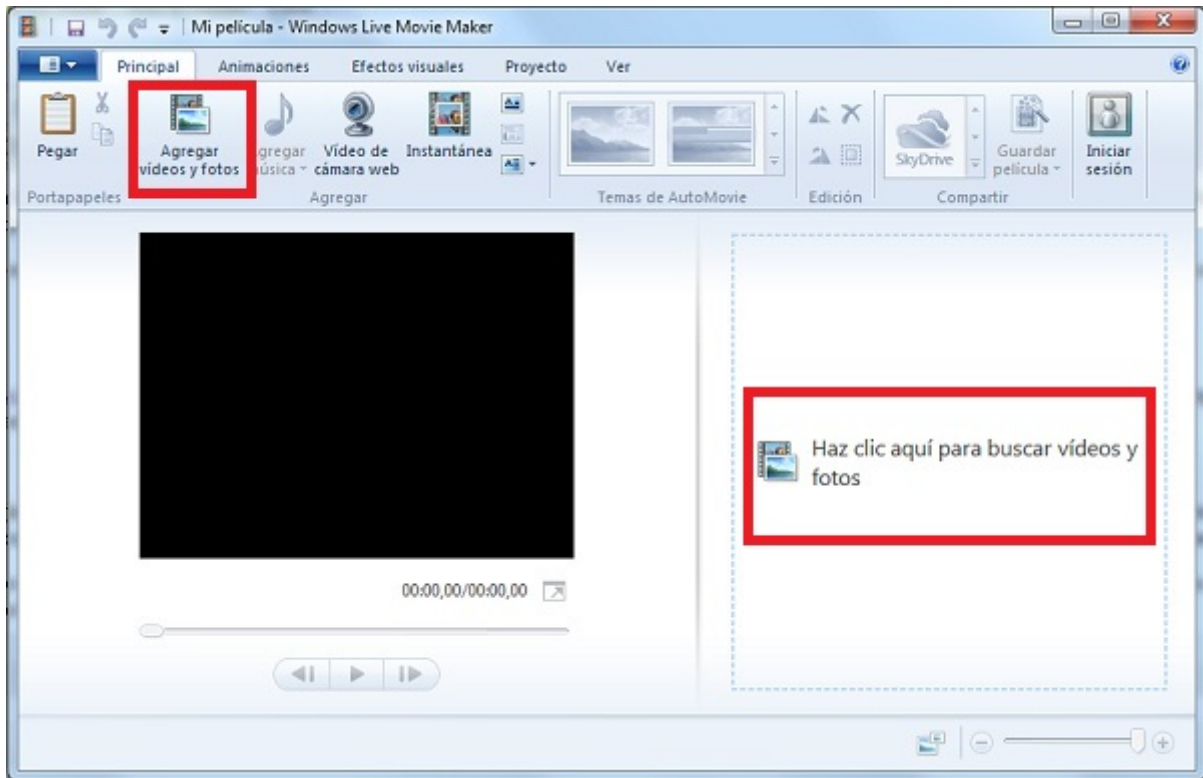 Mi película - Windows Live Movie Maker
Principal Animaciones Efectos visuales Proyecto Ver
Pegar
Agregar
vídeos y fotos
gregar
música
Vídeo de
cámara web
Instantánea
SkyDrive
Guardar
película
Iniciar
sesión
Portapapeles Agregar Temas de AutoMovie Edición Compartir
Haz clic aquí para buscar vídeos y
fotos
00:00,00/00:00,00